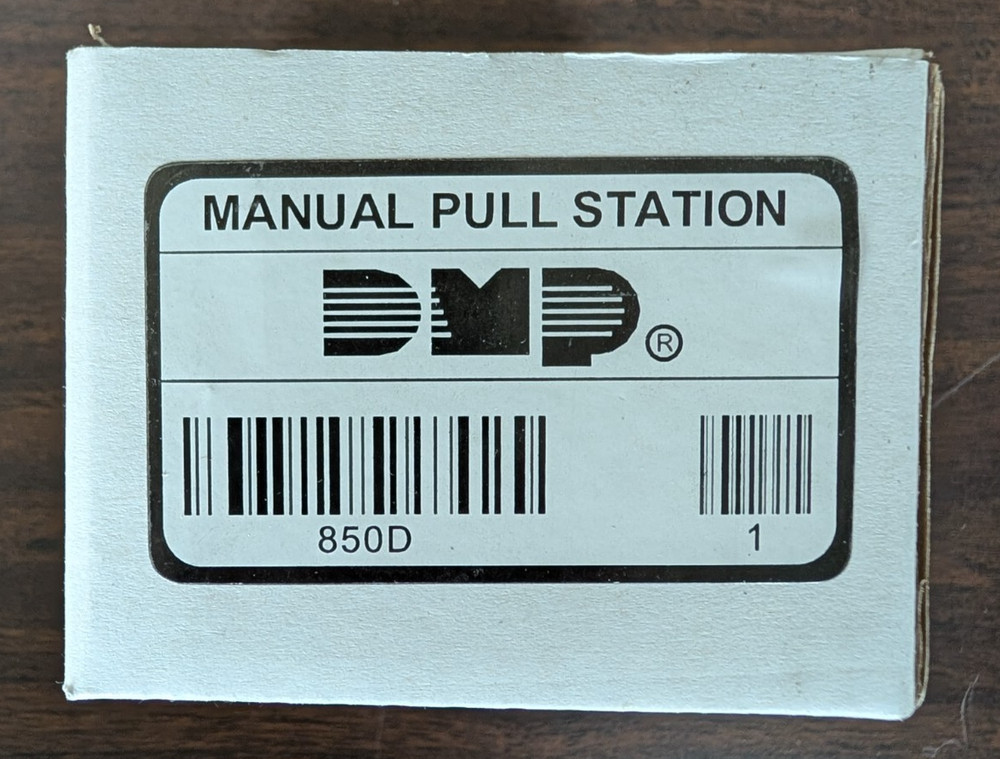 MANUAL PULL STATION
DMP®
850D
1